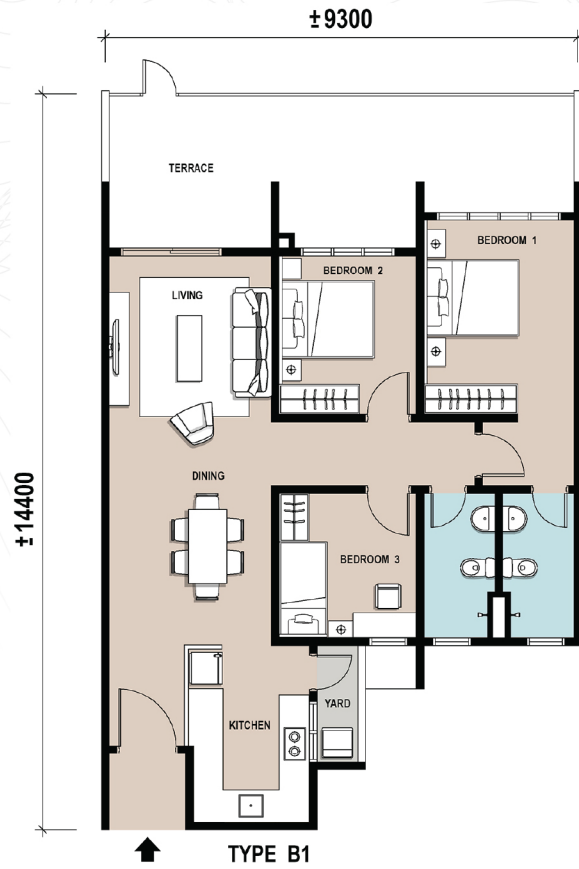 ±9300
TERRACE
BEDROOM 1
BEDROOM 2
LIVING
DINING
±14400
BEDROOM 3
YARD
KITCHEN
TYPE B1